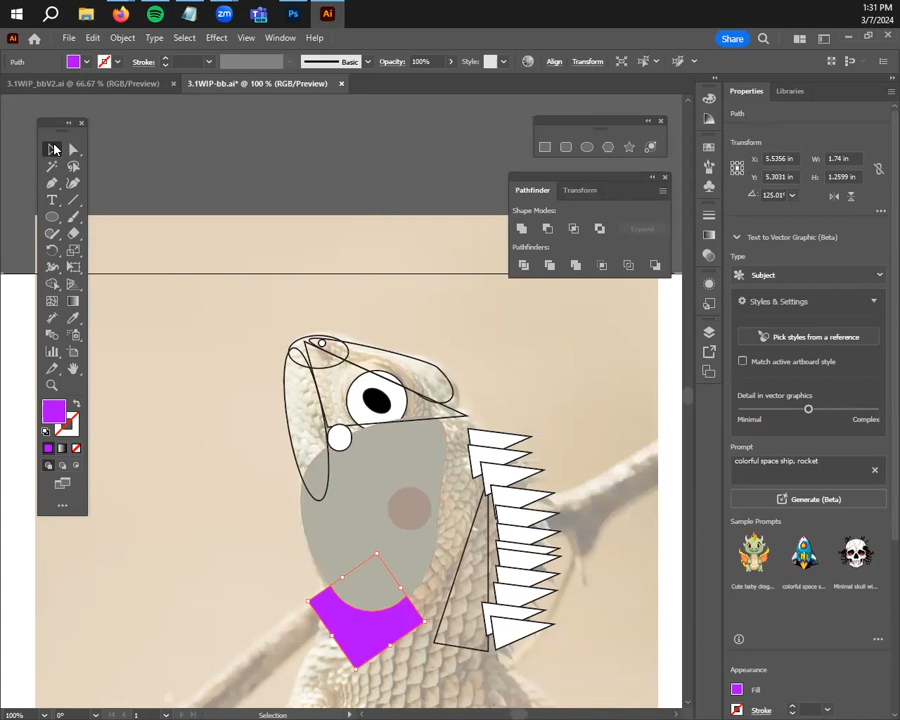 1:31 PM
3/7/2024
File Edit Object Type Select Effect View Window Help
Share
Path Stroke: Basic Opacity: 100% Style: Align Transform
3.1WIP_bbV2.ai @ 66.67 % (RGB/Preview) 3.1WIP-bb.ai* @ 100 % (RGB/Preview)
Properties Libraries
Path
Transform
X: 5.5356 in W: 1.74 in
Y: 5.3031 in H: 1.2599 in
125.01°
Pathfinder Transform
Shape Modes:
Expand
Pathfinders:
Text to Vector Graphic (Beta)
Type
Subject
Styles & Settings
Pick styles from a reference
Match active artboard style
Detail in vector graphics
Minimal Complex
Prompt
colorful space ship, rocket
Generate (Beta)
Sample Prompts
Cute baby drag... colorful space s... Minimal skull wi...
Appearance
Fill
Stroke
100% 0° 1 Selection